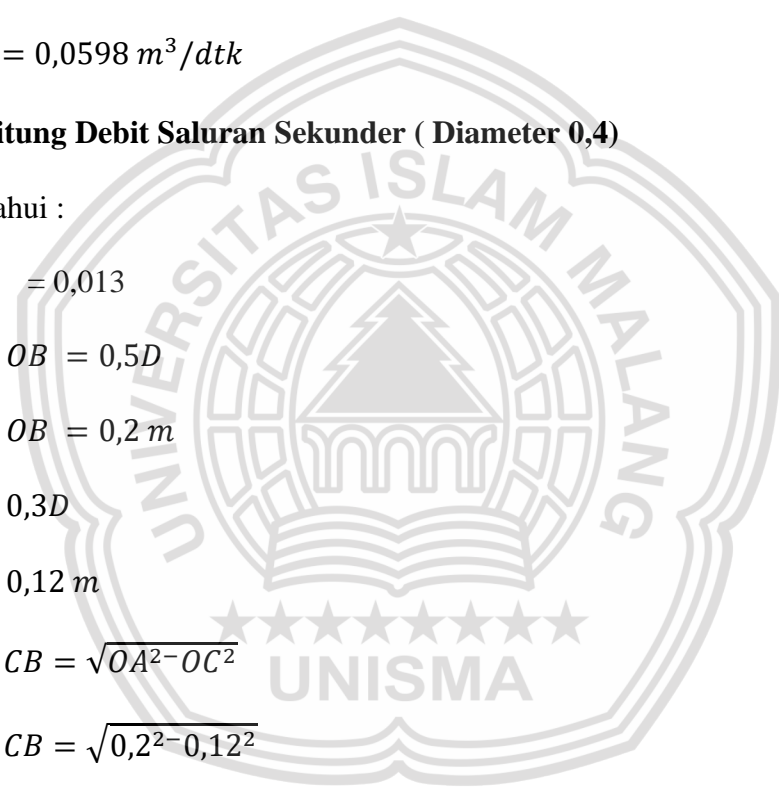 = 0,0598 m³/dtk
itung Debit Saluran Sekunder ( Diameter 0,4)
ahui :
= 0,013
OB = 0,5D
OB = 0,2 m
0,3D
0,12 m
CB = √OA²⁻OC²
CB = √0,2²⁻0,12²
UNIVERSITAS ISLAM MALANG
UNISMA